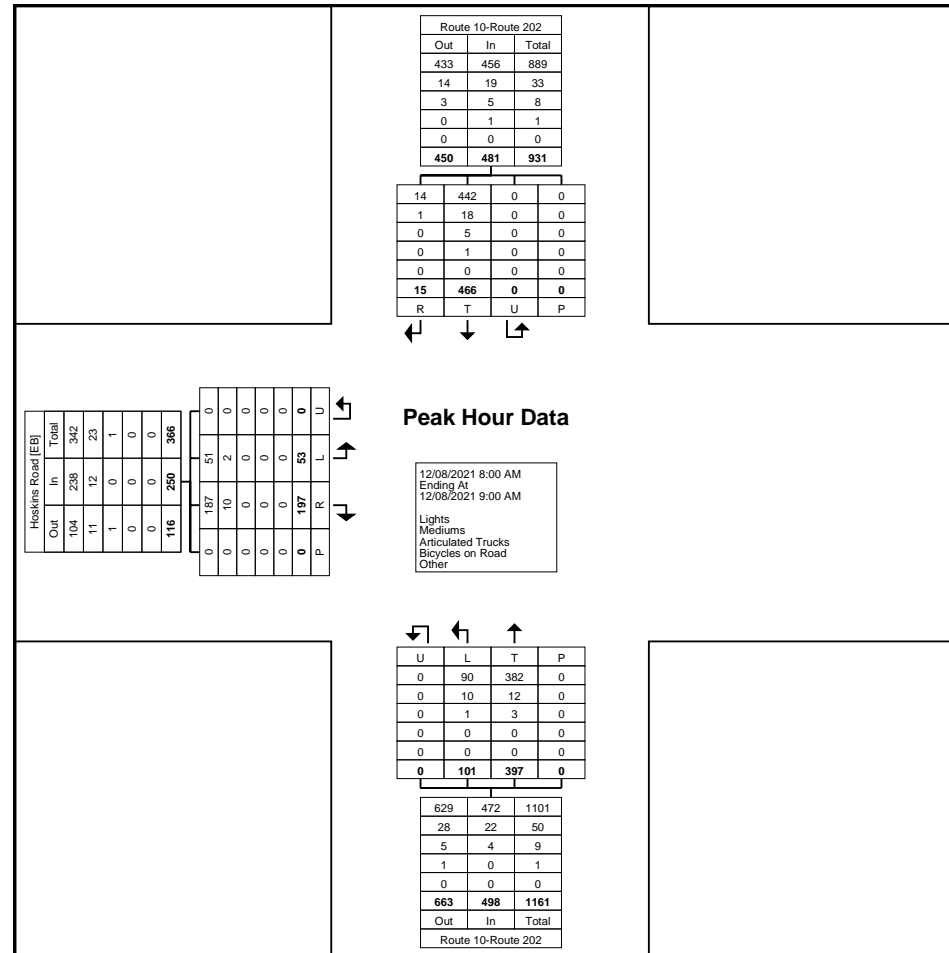 Route 10-Route 202
Out In Total
433 456 889
14 19 33
3 5 8
0 1 1
0 0 0
450 481 931
14 442 0 0
1 18 0 0
0 5 0 0
0 1 0 0
0 0 0 0
15 466 0 0
R T U P
Hoskins Road [EB]
Out In Total
104 238 342
11 12 23
1 0 1
0 0 0
0 0 0
116 250 366
0 187 51 0
0 10 2 0
0 0 0 0
0 0 0 0
0 0 0 0
0 197 53 0
P R L U
Peak Hour Data
12/08/2021 8:00 AM
Ending At
12/08/2021 9:00 AM
Lights
Mediums
Articulated Trucks
Bicycles on Road
Other
U L T P
0 90 382 0
0 10 12 0
0 1 3 0
0 0 0 0
0 0 0 0
0 101 397 0
629 472 1101
28 22 50
5 4 9
1 0 1
0 0 0
663 498 1161
Out In Total
Route 10-Route 202